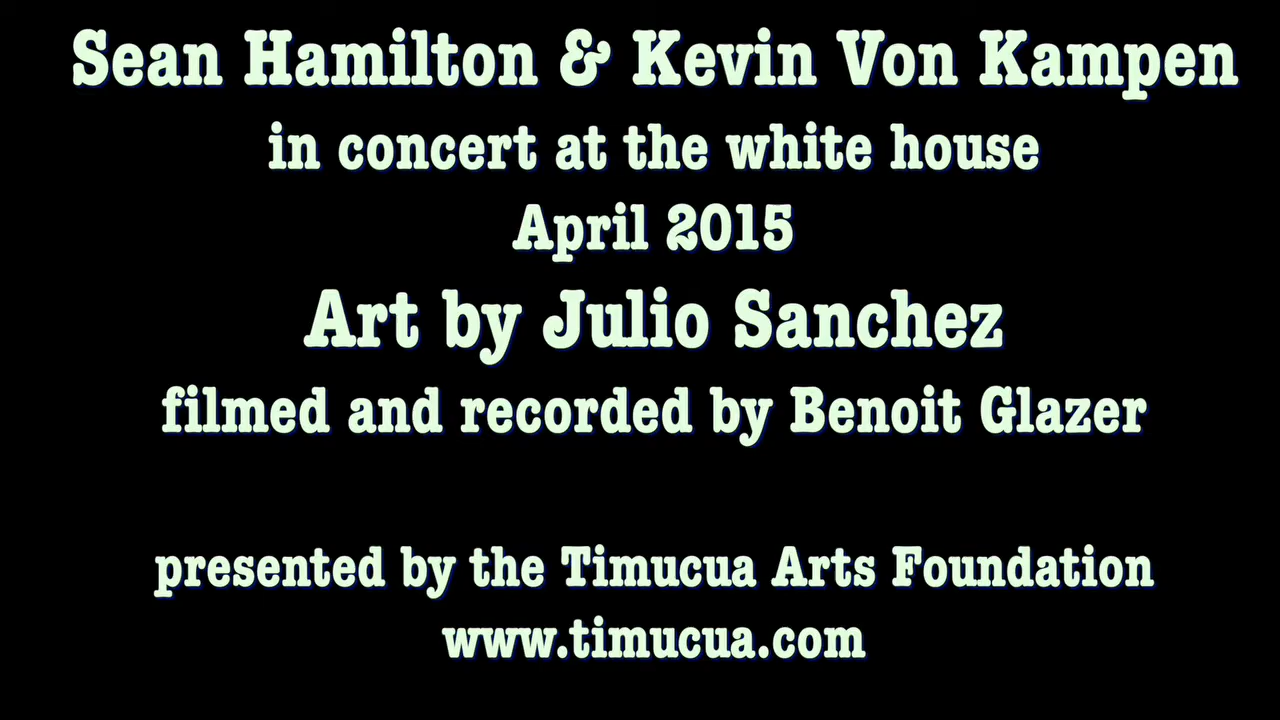 Sean Hamilton & Kevin Von Kampen
in concert at the white house
April 2015
Art by Julio Sanchez
filmed and recorded by Benoit Glazer
presented by the Timucua Arts Foundation
www.timucua.com